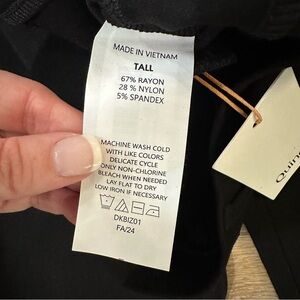 MADE IN VIETNAM
TALL
67% RAYON
28 % NYLON
5% SPANDEX
MACHINE WASH COLD
WITH LIKE COLORS
DELICATE CYCLE
ONLY NON-CHLORINE
BLEACH WHEN NEEDED
LAY FLAT TO DRY
LOW IRON IF NECESSARY
DKBIZ01
FA/24